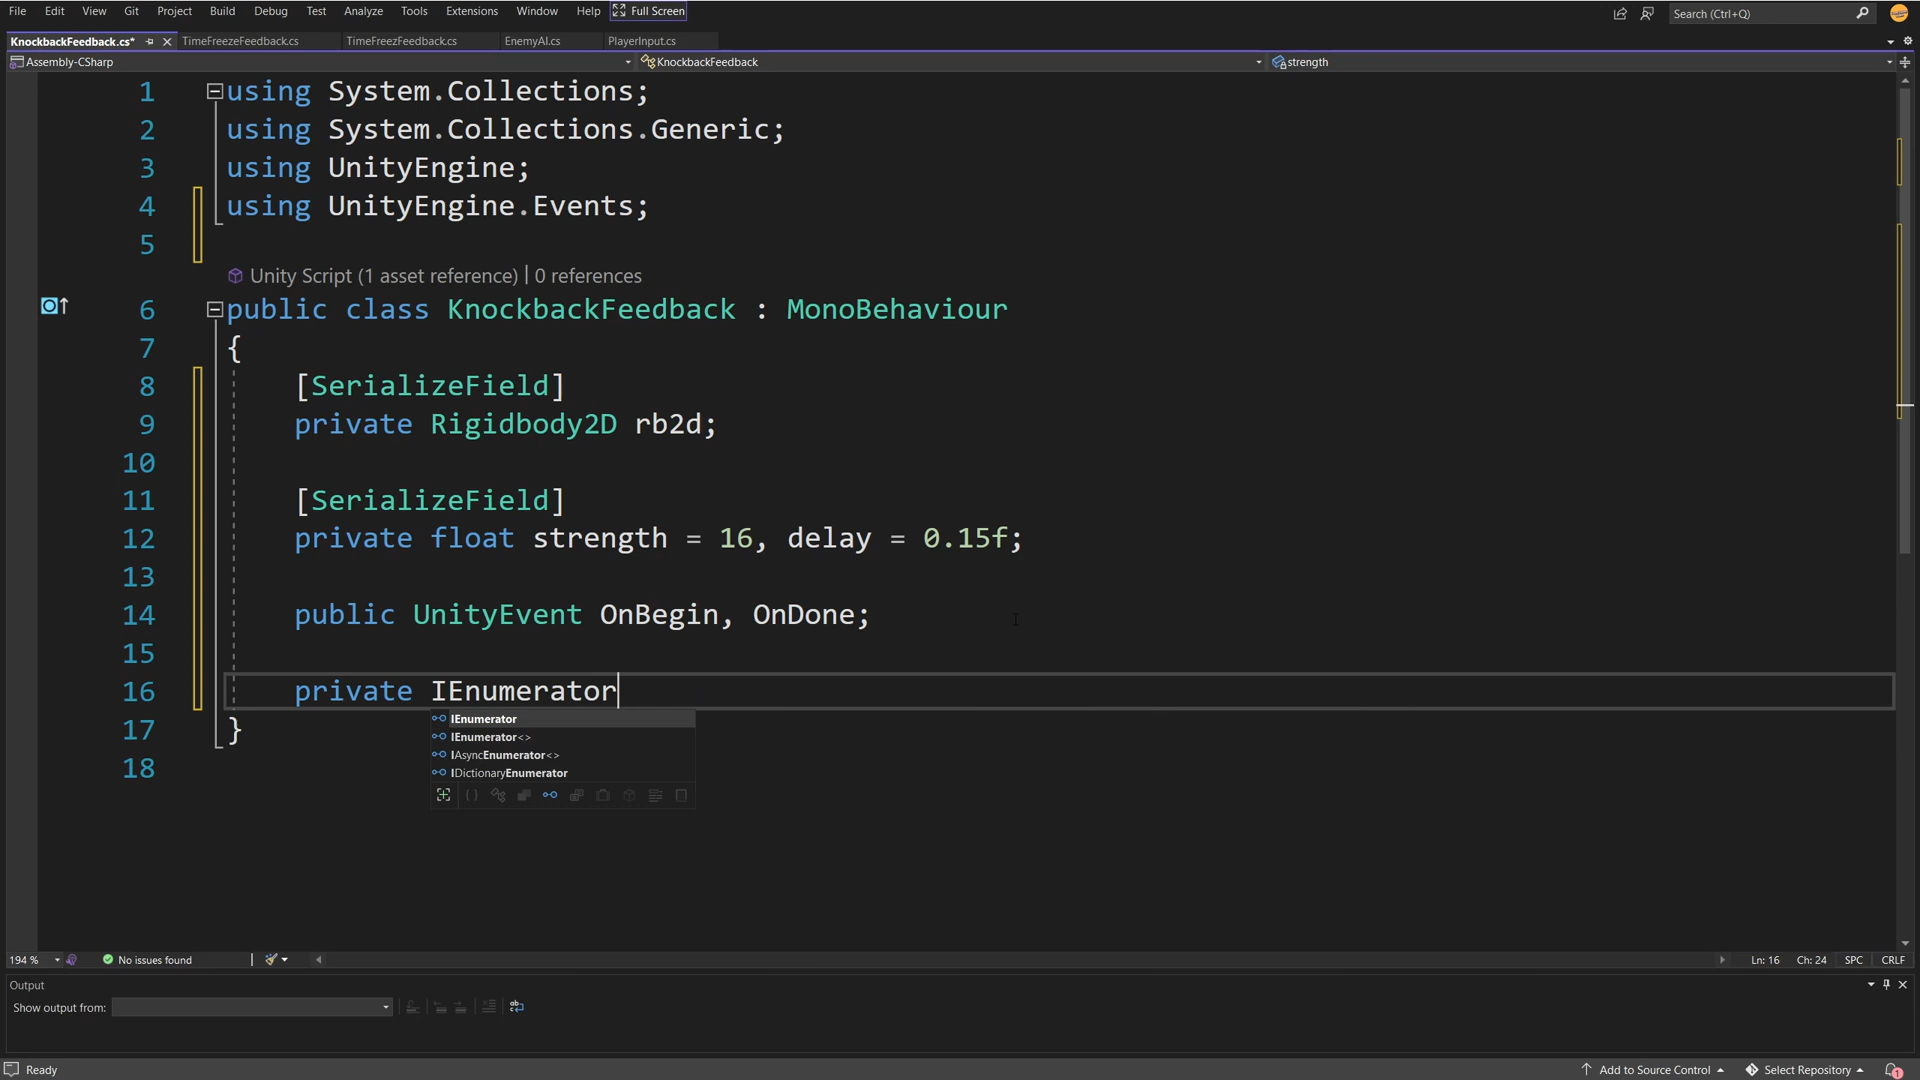 File Edit View Git Project Build Debug Test Analyze Tools Extensions Window Help Full Screen Search (Ctrl+Q)
KnockbackFeedback.cs* TimeFreezeFeedback.cs TimeFreezFeedback.cs EnemyAI.cs PlayerInput.cs
Assembly-CSharp KnockbackFeedback strength
1 using System.Collections;
2 using System.Collections.Generic;
3 using UnityEngine;
4 using UnityEngine.Events;
5
Unity Script (1 asset reference) | 0 references
6 public class KnockbackFeedback : MonoBehaviour
7 {
8 [SerializeField]
9 private Rigidbody2D rb2d;
10
11 [SerializeField]
12 private float strength = 16, delay = 0.15f;
13
14 public UnityEvent OnBegin, OnDone;
15
16 private IEnumerator
IEnumerator
17 }
IEnumerator<>
IAsyncEnumerator<>
18
IDictionaryEnumerator
194 % No issues found Ln: 16 Ch: 24 SPC CRLF
Output
Show output from:
Ready Add to Source Control Select Repository 1